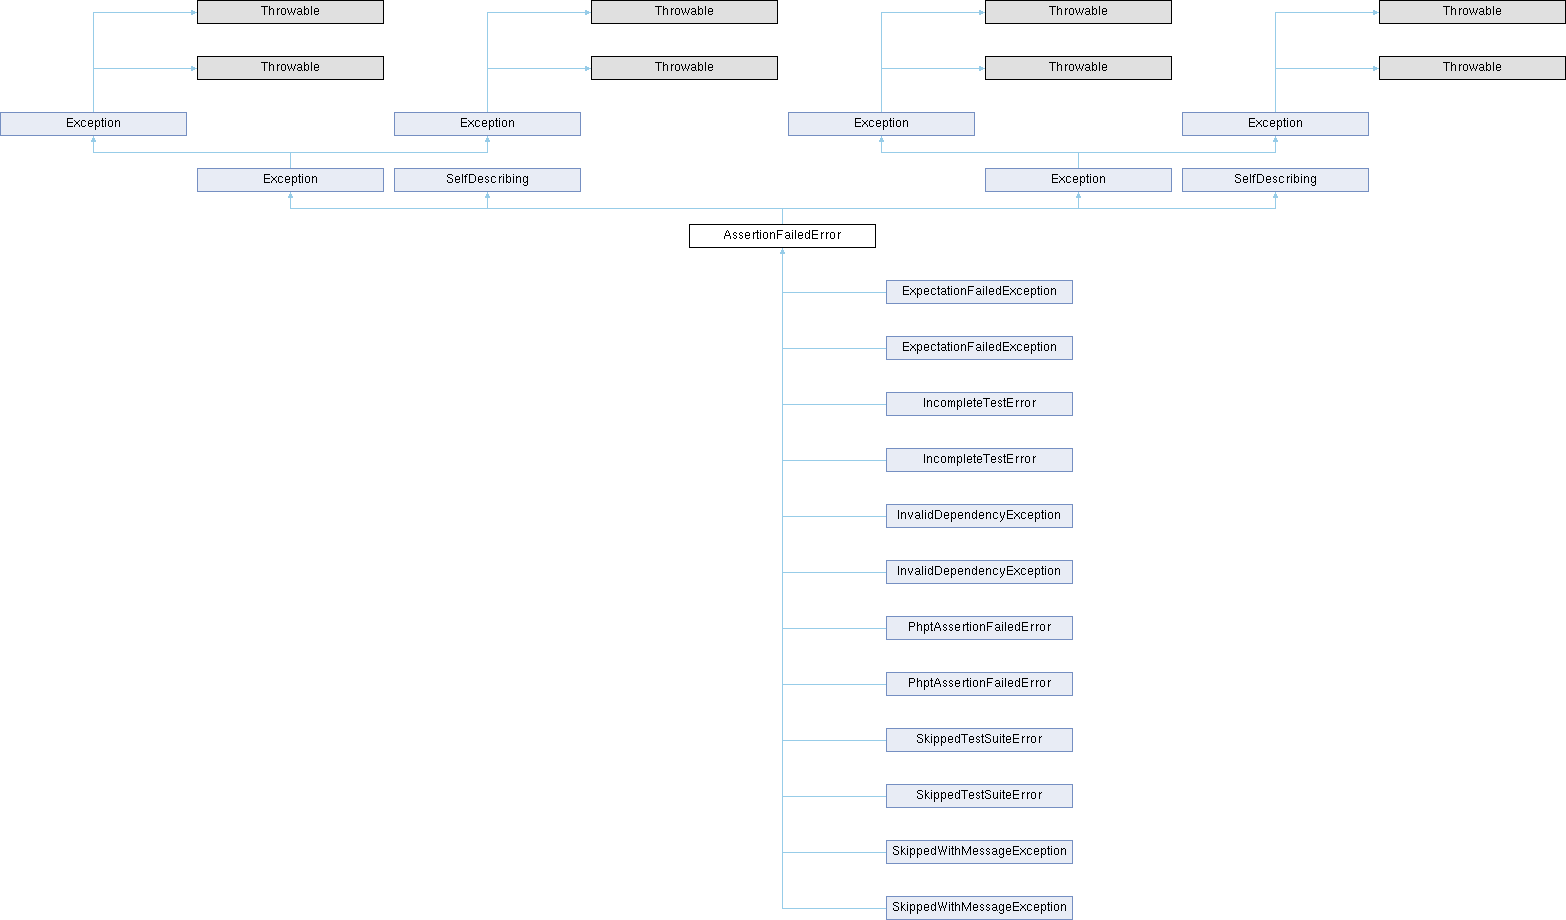 Throwable
Throwable
Throwable
Throwable
Throwable
Throwable
Throwable
Throwable
Exception
Exception
Exception
Exception
Exception
SelfDescribing
Exception
SelfDescribing
AssertionFailedError
ExpectationFailedException
ExpectationFailedException
IncompleteTestError
IncompleteTestError
InvalidDependencyException
InvalidDependencyException
PhptAssertionFailedError
PhptAssertionFailedError
SkippedTestSuiteError
SkippedTestSuiteError
SkippedWithMessageException
SkippedWithMessageException